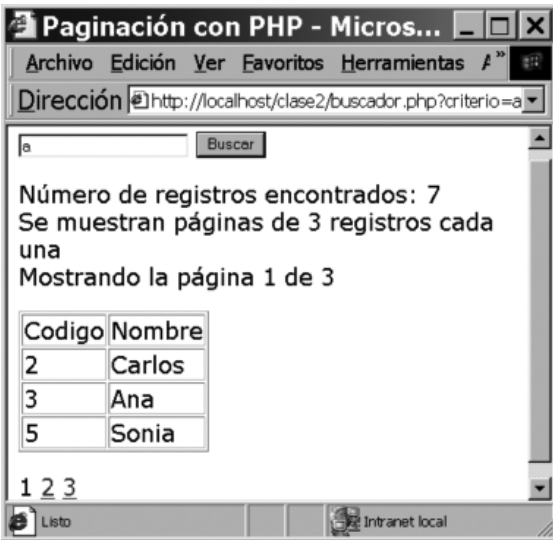 Paginación con PHP - Micros...
Archivo Edición Ver Favoritos Herramientas »
Dirección http://localhost/clase2/buscador.php?criterio=a
a Buscar
Número de registros encontrados: 7
Se muestran páginas de 3 registros cada
una
Mostrando la página 1 de 3
Codigo Nombre
2 Carlos
3 Ana
5 Sonia
1 2 3
Listo Intranet local